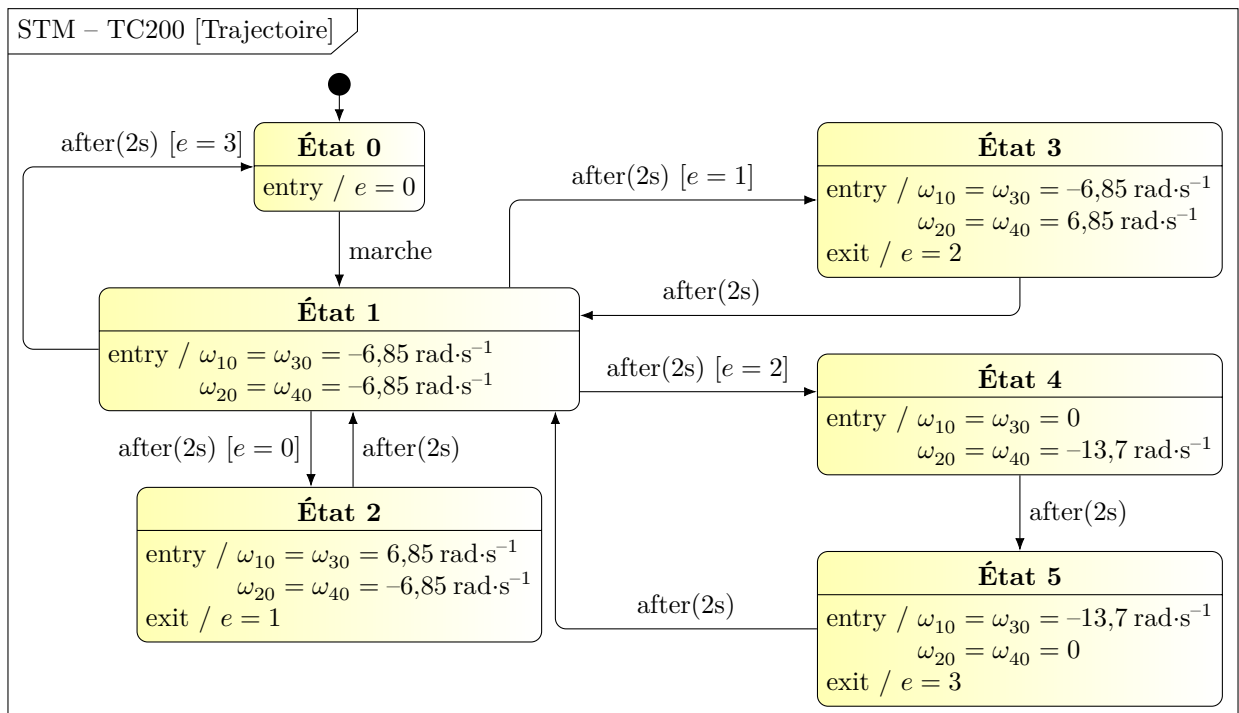 STM – TC200 [Trajectoire]
État 0
entry / e = 0
after(2s) [e = 3]
marche
État 1
entry / ω₁₀ = ω₃₀ = –6,85 rad·s⁻¹
ω₂₀ = ω₄₀ = –6,85 rad·s⁻¹
after(2s) [e = 0]
after(2s)
État 2
entry / ω₁₀ = ω₃₀ = 6,85 rad·s⁻¹
ω₂₀ = ω₄₀ = –6,85 rad·s⁻¹
exit / e = 1
after(2s) [e = 1]
État 3
entry / ω₁₀ = ω₃₀ = –6,85 rad·s⁻¹
ω₂₀ = ω₄₀ = 6,85 rad·s⁻¹
exit / e = 2
after(2s)
after(2s) [e = 2]
État 4
entry / ω₁₀ = ω₃₀ = 0
ω₂₀ = ω₄₀ = –13,7 rad·s⁻¹
after(2s)
État 5
entry / ω₁₀ = ω₃₀ = –13,7 rad·s⁻¹
ω₂₀ = ω₄₀ = 0
exit / e = 3
after(2s)